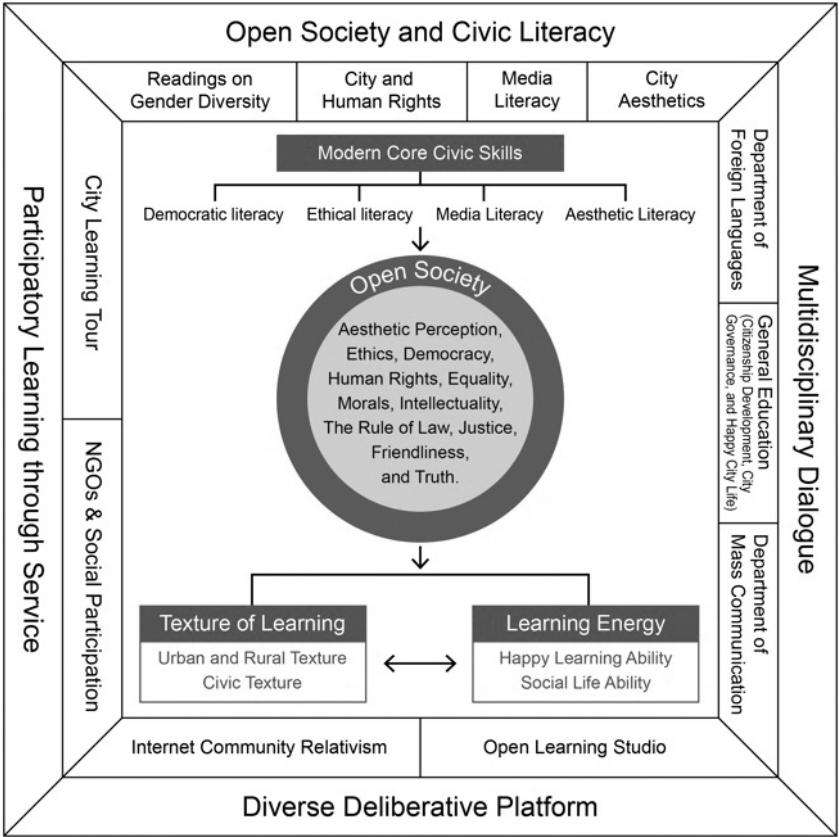 Open Society and Civic Literacy
Readings on
Gender Diversity
City and
Human Rights
Media
Literacy
City
Aesthetics
Participatory Learning through Service
City Learning Tour
NGOs & Social Participation
Modern Core Civic Skills
Democratic literacy
Ethical literacy
Media Literacy
Aesthetic Literacy
Open Society
Aesthetic Perception,
Ethics, Democracy,
Human Rights, Equality,
Morals, Intellectuality,
The Rule of Law, Justice,
Friendliness,
and Truth.
Texture of Learning
Urban and Rural Texture
Civic Texture
Learning Energy
Happy Learning Ability
Social Life Ability
Department of
Foreign Languages
General Education
(Citizenship Development, City
Governance, and Happy City Life)
Department of
Mass Communication
Multidisciplinary Dialogue
Internet Community Relativism
Open Learning Studio
Diverse Deliberative Platform